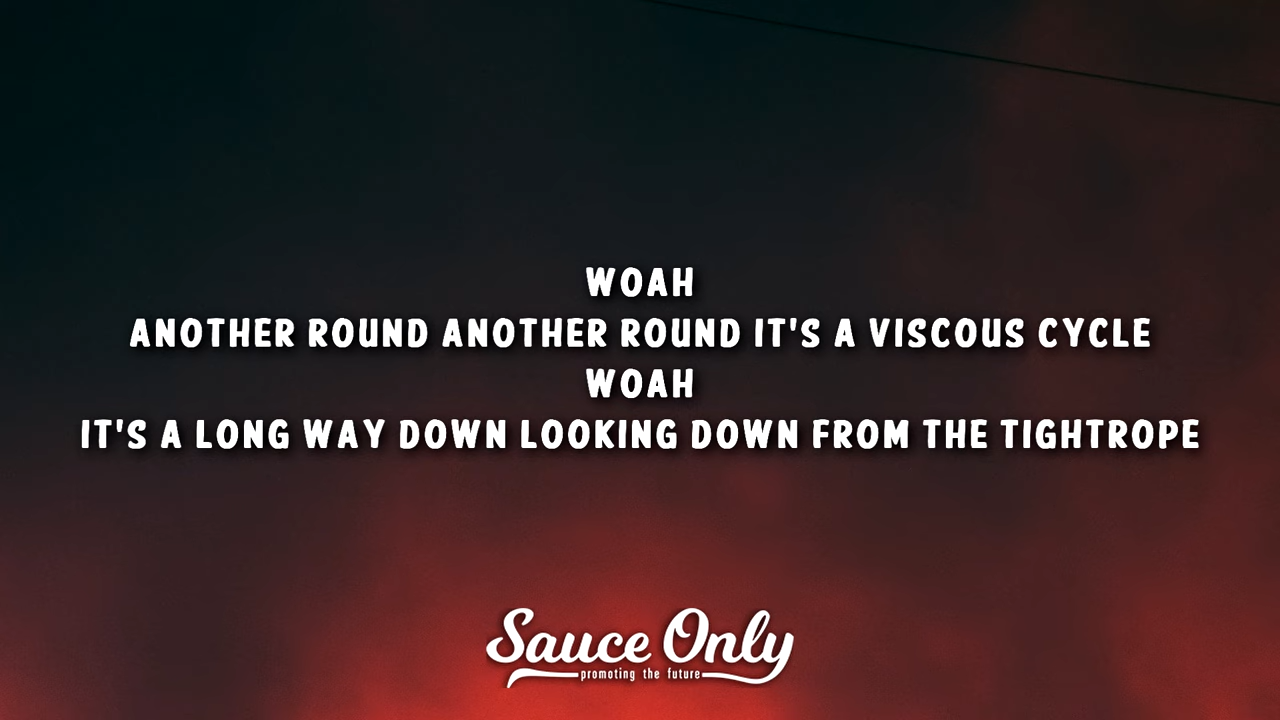 WOAH
ANOTHER ROUND ANOTHER ROUND IT'S A VISCOUS CYCLE
WOAH
IT'S A LONG WAY DOWN LOOKING DOWN FROM THE TIGHTROPE
Sauce Only
promoting the future